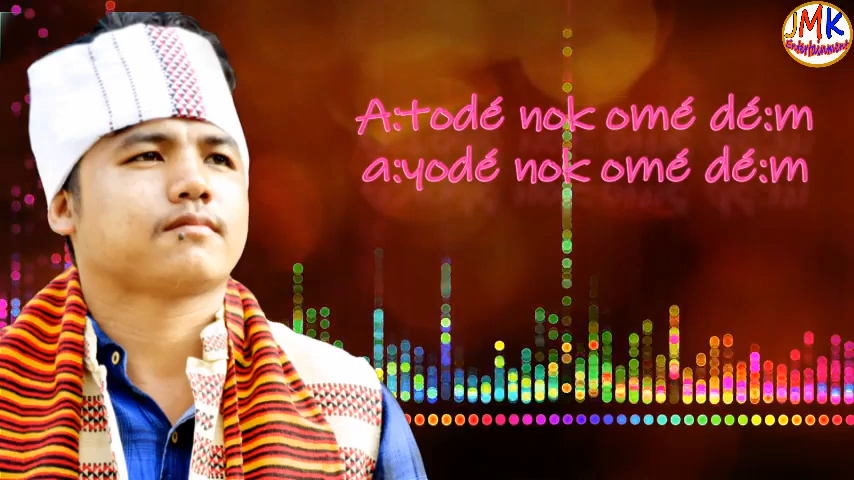 JMK
Entertainment
A:todé nok omé dé:m
a:yodé nok omé dé:m